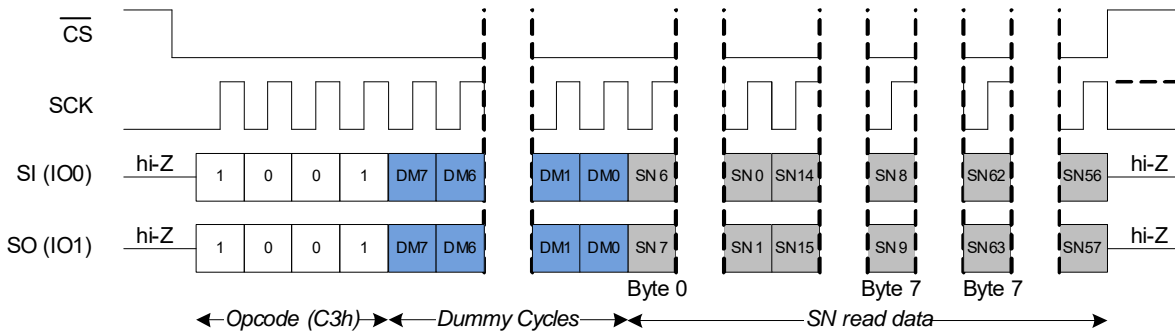 CS
SCK
SI (IO0) hi-Z 1 0 0 1 DM7 DM6 DM1 DM0 SN 6 SN 0 SN14 SN 8 SN62 SN56 hi-Z
SO (IO1) hi-Z 1 0 0 1 DM7 DM6 DM1 DM0 SN 7 SN 1 SN15 SN 9 SN63 SN57 hi-Z
Byte 0 Byte 7 Byte 7
Opcode (C3h) Dummy Cycles SN read data